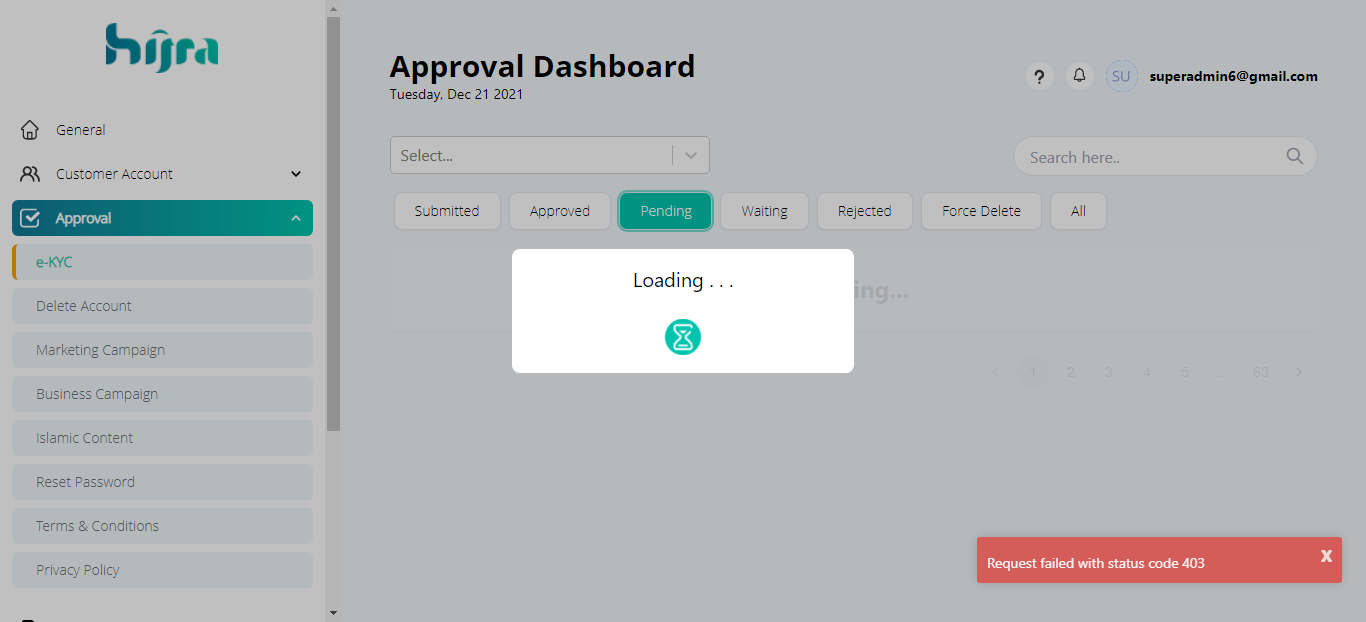 hijra
General
Customer Account
Approval
e-KYC
Delete Account
Marketing Campaign
Business Campaign
Islamic Content
Reset Password
Terms & Conditions
Privacy Policy
Approval Dashboard
Tuesday, Dec 21 2021
? SU superadmin6@gmail.com
Select...
Search here..
Submitted Approved Pending Waiting Rejected Force Delete All
Loading . . .
ing...
1 2 3 4 5 ... 63
Request failed with status code 403 X